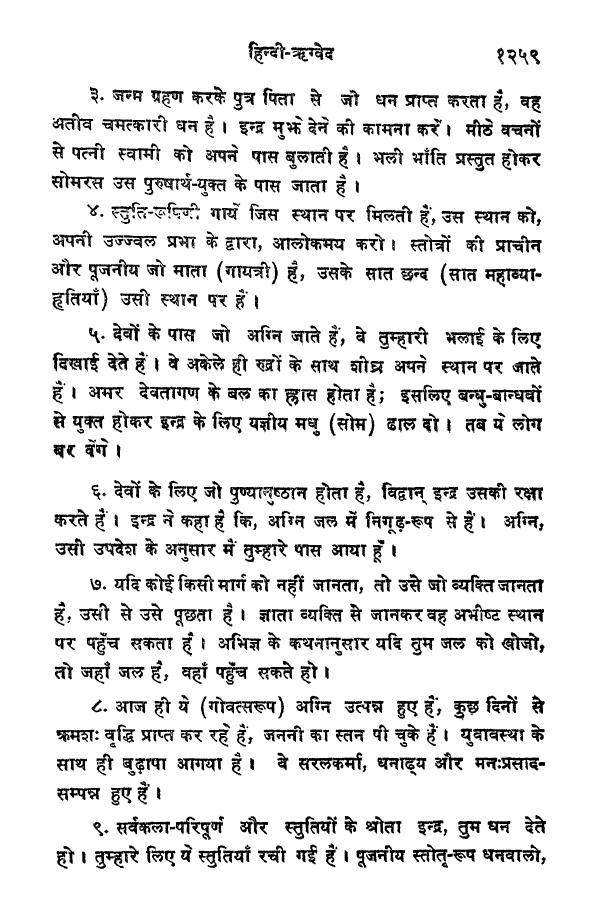 हिन्दी-ऋग्वेद १२५९
३. जन्म ग्रहण करके पुत्र पिता से जो धन प्राप्त करता है, वह
अतीव चमत्कारी धन है। इन्द्र मुझे देने की कामना करें। मीठे वचनों
से पत्नी स्वामी को अपने पास बुलाती है। भली भाँति प्रस्तुत होकर
सोमरस उस पुरुषार्थ-युक्त के पास जाता है।
४. स्तुति-रूपिणी गायें जिस स्थान पर मिलती हैं, उस स्थान को,
अपनी उज्ज्वल प्रभा के द्वारा, आलोकमय करो। स्तोत्रों की प्राचीन
और पूजनीय जो माता (गायत्री) है, उसके सात छन्द (सात महाव्या-
हृतियाँ) उसी स्थान पर हैं।
५. देवों के पास जो अग्नि जाते हैं, वे तुम्हारी भलाई के लिए
दिखाई देते हैं। वे अकेले ही रुद्रों के साथ शीघ्र अपने स्थान पर जाते
हैं। अमर देवतागण के बल का ह्रास होता है; इसलिए बन्धु-बान्धवों
से युक्त होकर इन्द्र के लिए यज्ञीय मधु (सोम) ढाल दो। तब ये लोग
वर देंगे।
६. देवों के लिए जो पुण्यानुष्ठान होता है, विद्वान् इन्द्र उसकी रक्षा
करते हैं। इन्द्र ने कहा है कि, अग्नि जल में निगूढ़-रूप से हैं। अग्नि,
उसी उपदेश के अनुसार मैं तुम्हारे पास आया हूँ।
७. यदि कोई किसी मार्ग को नहीं जानता, तो उसे जो व्यक्ति जानता
है, उसी से उसे पूछता है। ज्ञाता व्यक्ति से जानकर वह अभीष्ट स्थान
पर पहुँच सकता है। अभिज्ञ के कथनानुसार यदि तुम जल को खोजो,
तो जहाँ जल है, वहाँ पहुँच सकते हो।
८. आज ही ये (गोवत्सरूप) अग्नि उत्पन्न हुए हैं, कुछ दिनों से
क्रमशः वृद्धि प्राप्त कर रहे हैं, जननी का स्तन पी चुके हैं। युवावस्था के
साथ ही बुढ़ापा आगया है। वे सरलकर्मा, धनाढ्य और मनःप्रसाद-
सम्पन्न हुए हैं।
९. सर्वकला-परिपूर्ण और स्तुतियों के श्रोता इन्द्र, तुम धन देते
हो। तुम्हारे लिए ये स्तुतियाँ रची गई हैं। पूजनीय स्तोतृ-रूप धनवालो,